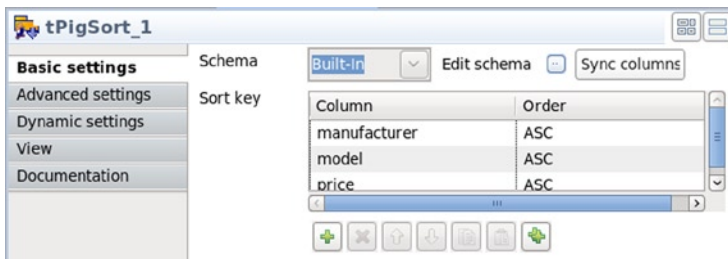 tPigSort_1
Basic settings
Advanced settings
Dynamic settings
View
Documentation
Schema
Built-In
Edit schema
Sync columns
Sort key
Column Order
manufacturer ASC
model ASC
price ASC